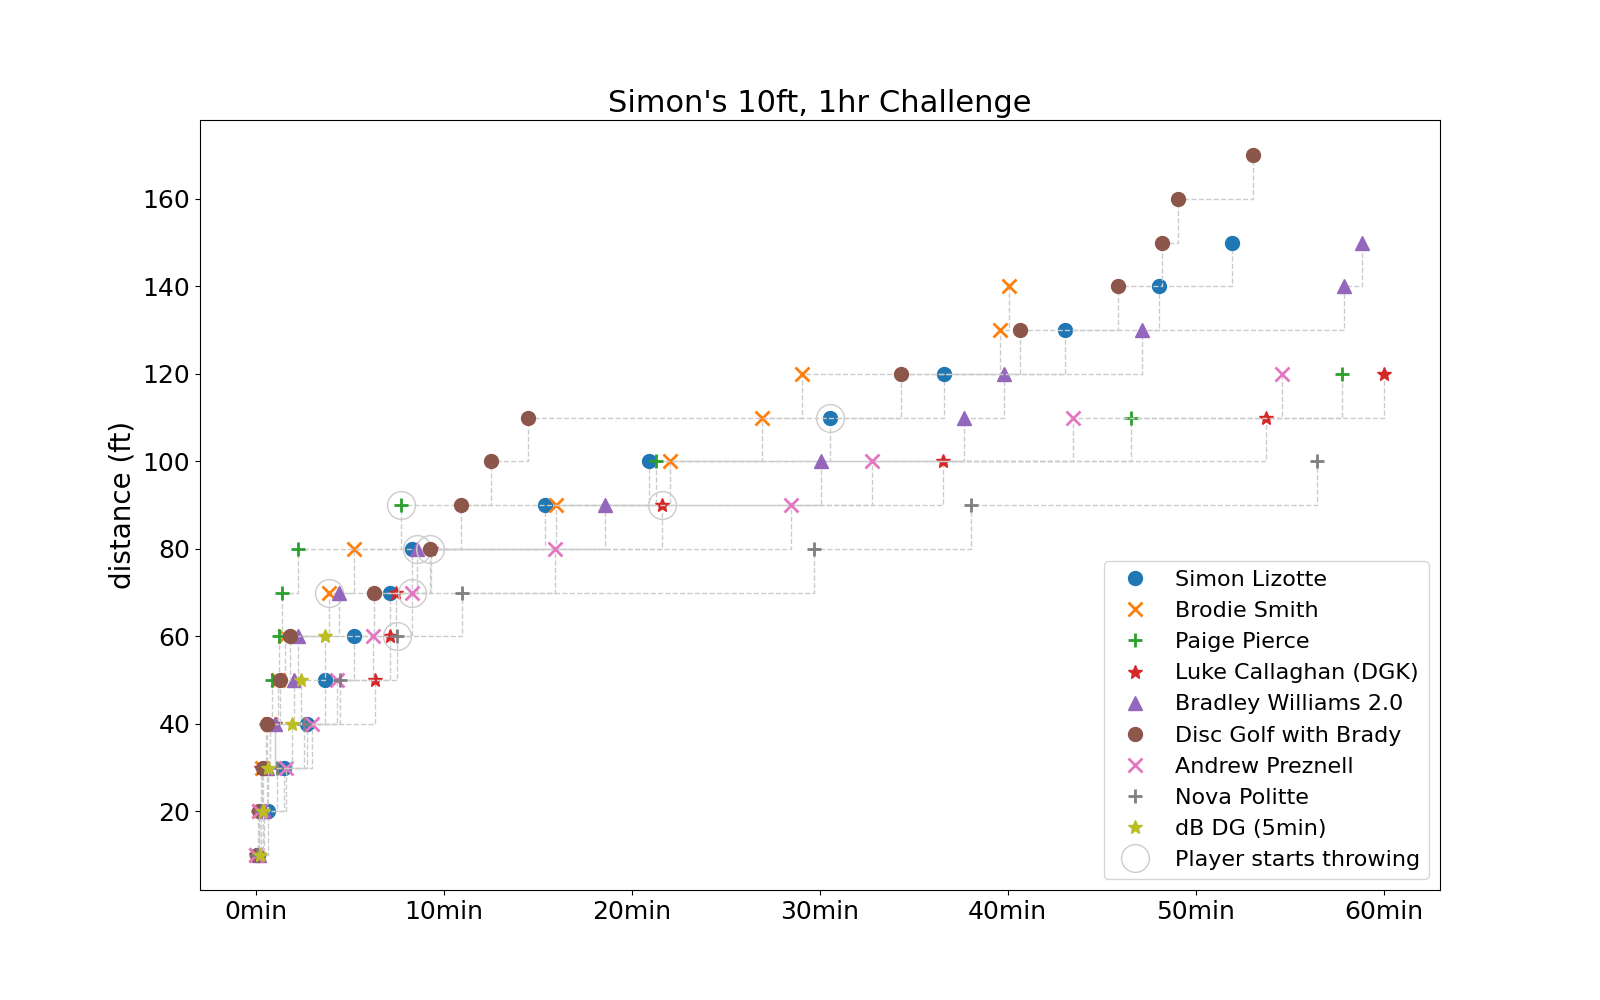 Simon's 10ft, 1hr Challenge
distance (ft)
160
140
120
100
80
60
40
20
0min
10min
20min
30min
40min
50min
60min
Simon Lizotte
Brodie Smith
Paige Pierce
Luke Callaghan (DGK)
Bradley Williams 2.0
Disc Golf with Brady
Andrew Preznell
Nova Politte
dB DG (5min)
Player starts throwing